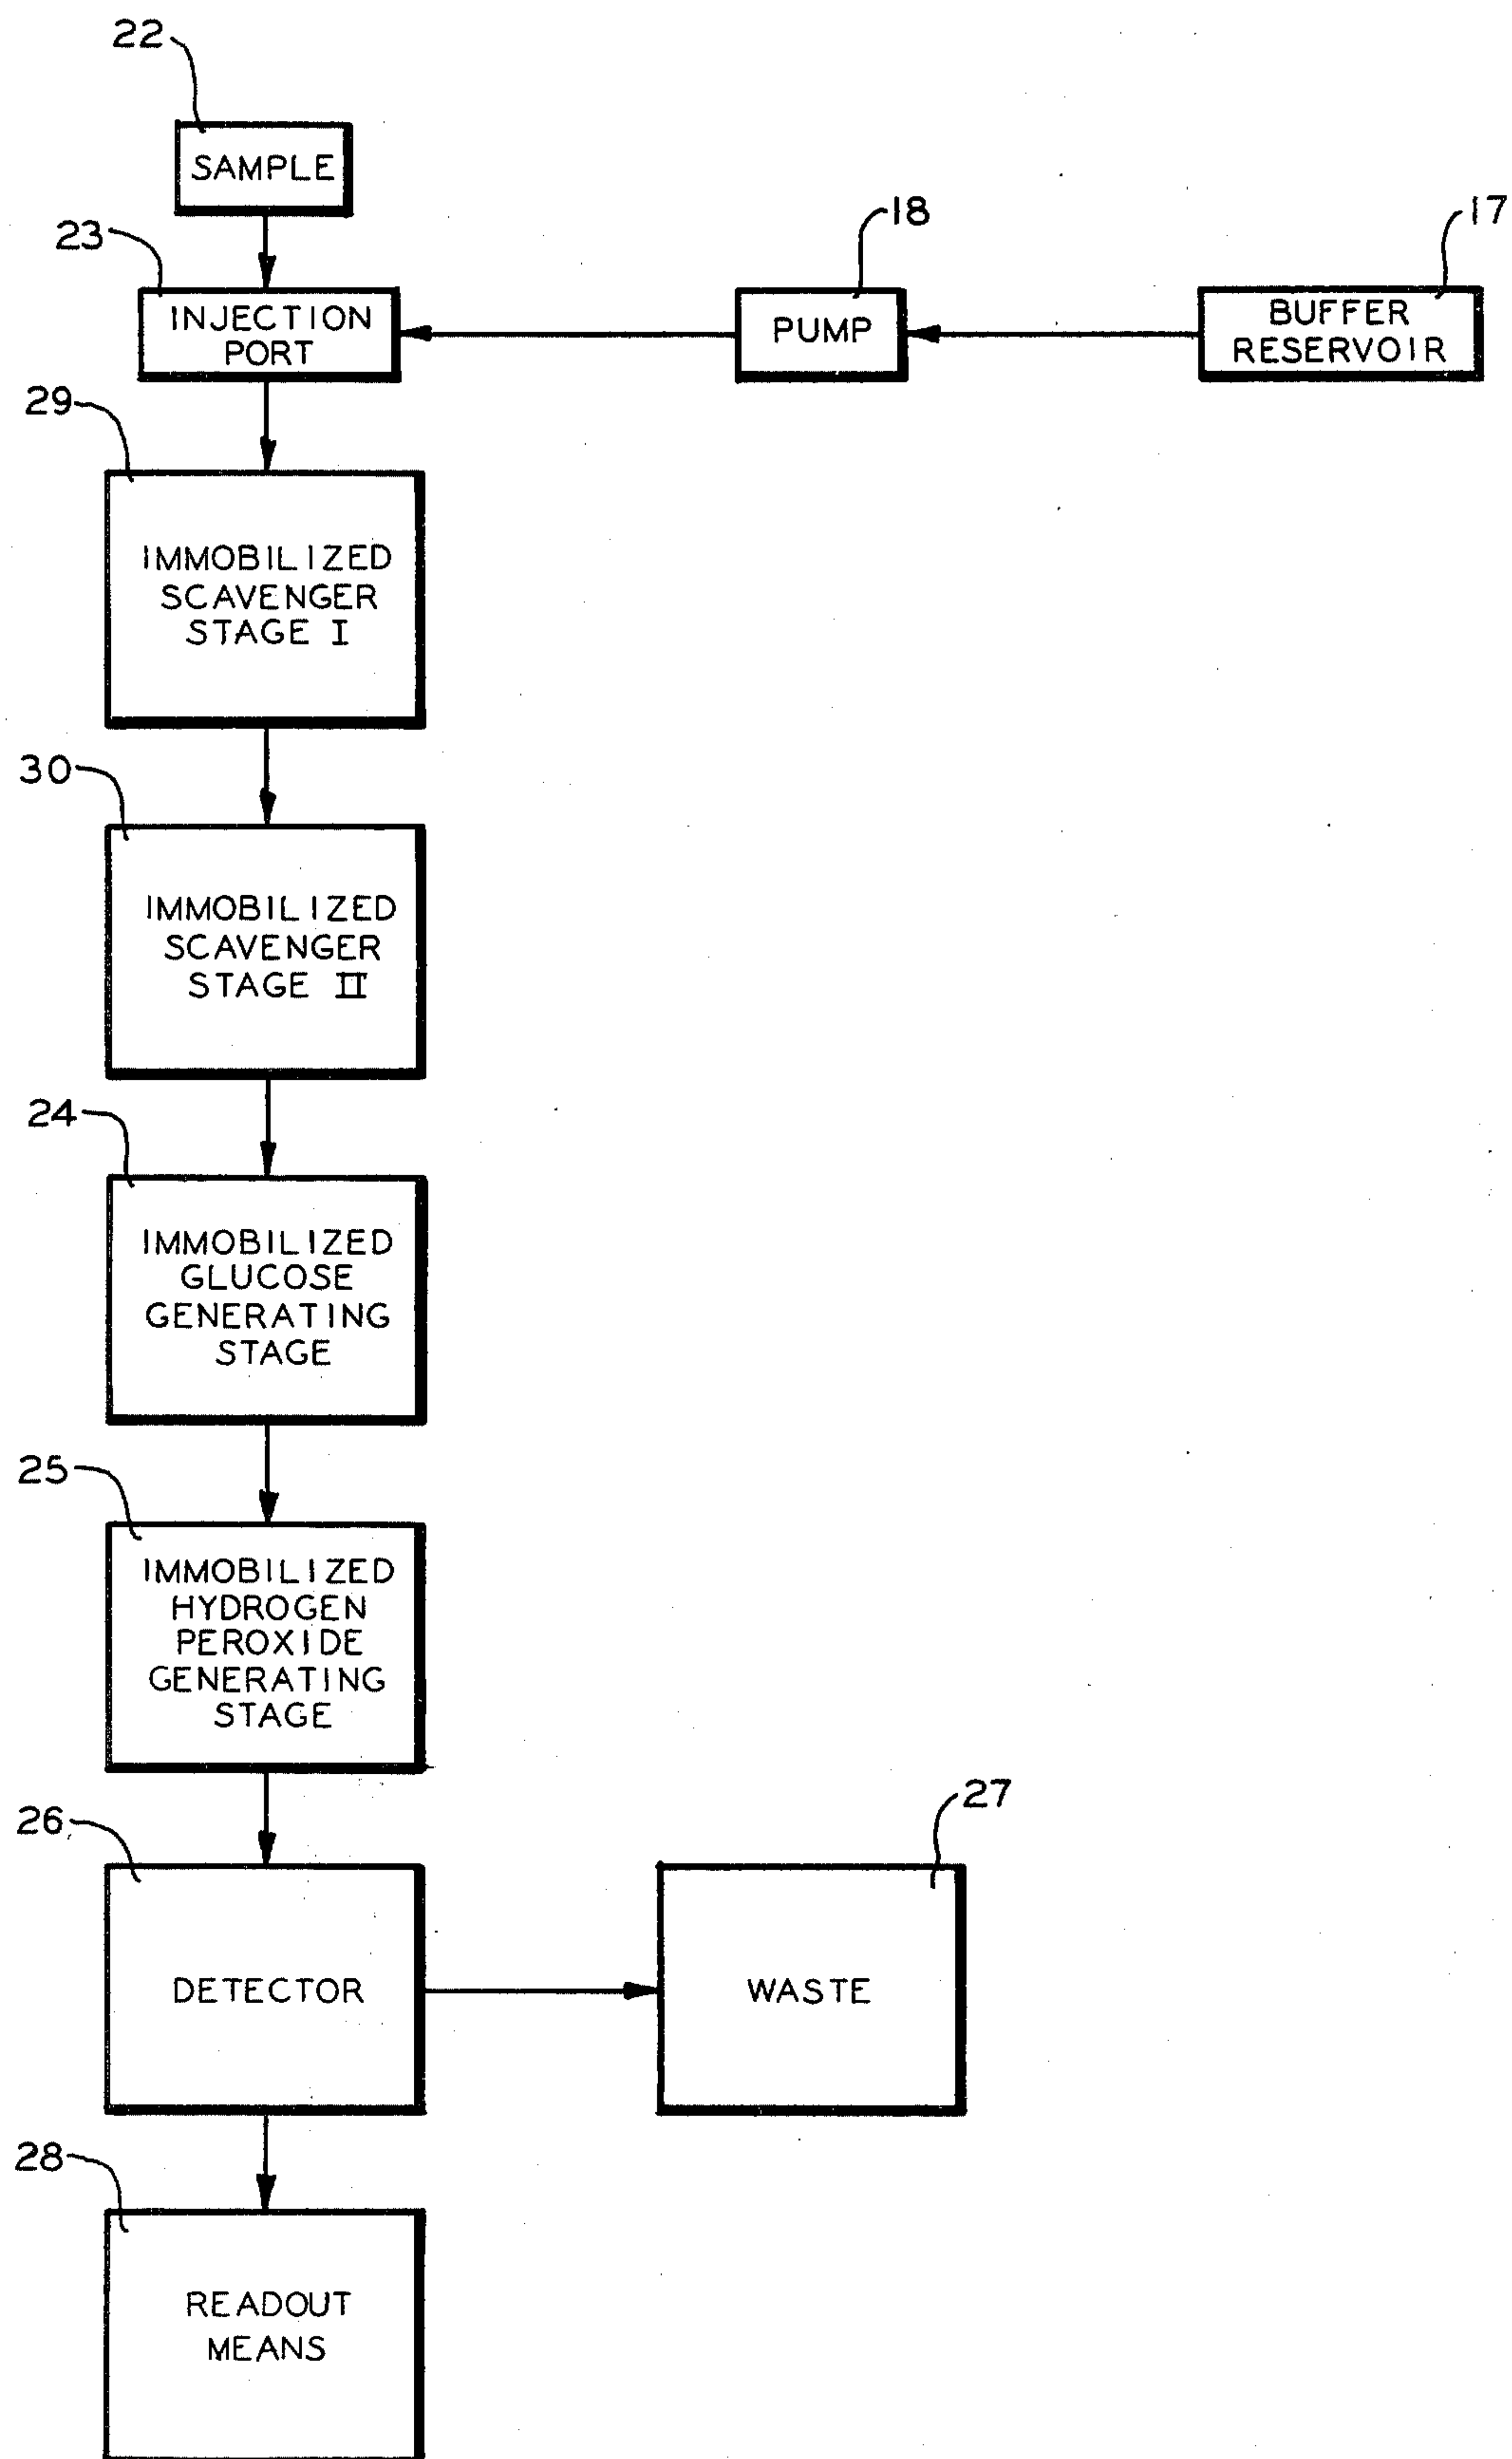 22
SAMPLE
23
INJECTION
PORT
18
PUMP
17
BUFFER
RESERVOIR
29
IMMOBILIZED
SCAVENGER
STAGE I
30
IMMOBILIZED
SCAVENGER
STAGE II
24
IMMOBILIZED
GLUCOSE
GENERATING
STAGE
25
IMMOBILIZED
HYDROGEN
PEROXIDE
GENERATING
STAGE
26
DETECTOR
27
WASTE
28
READOUT
MEANS